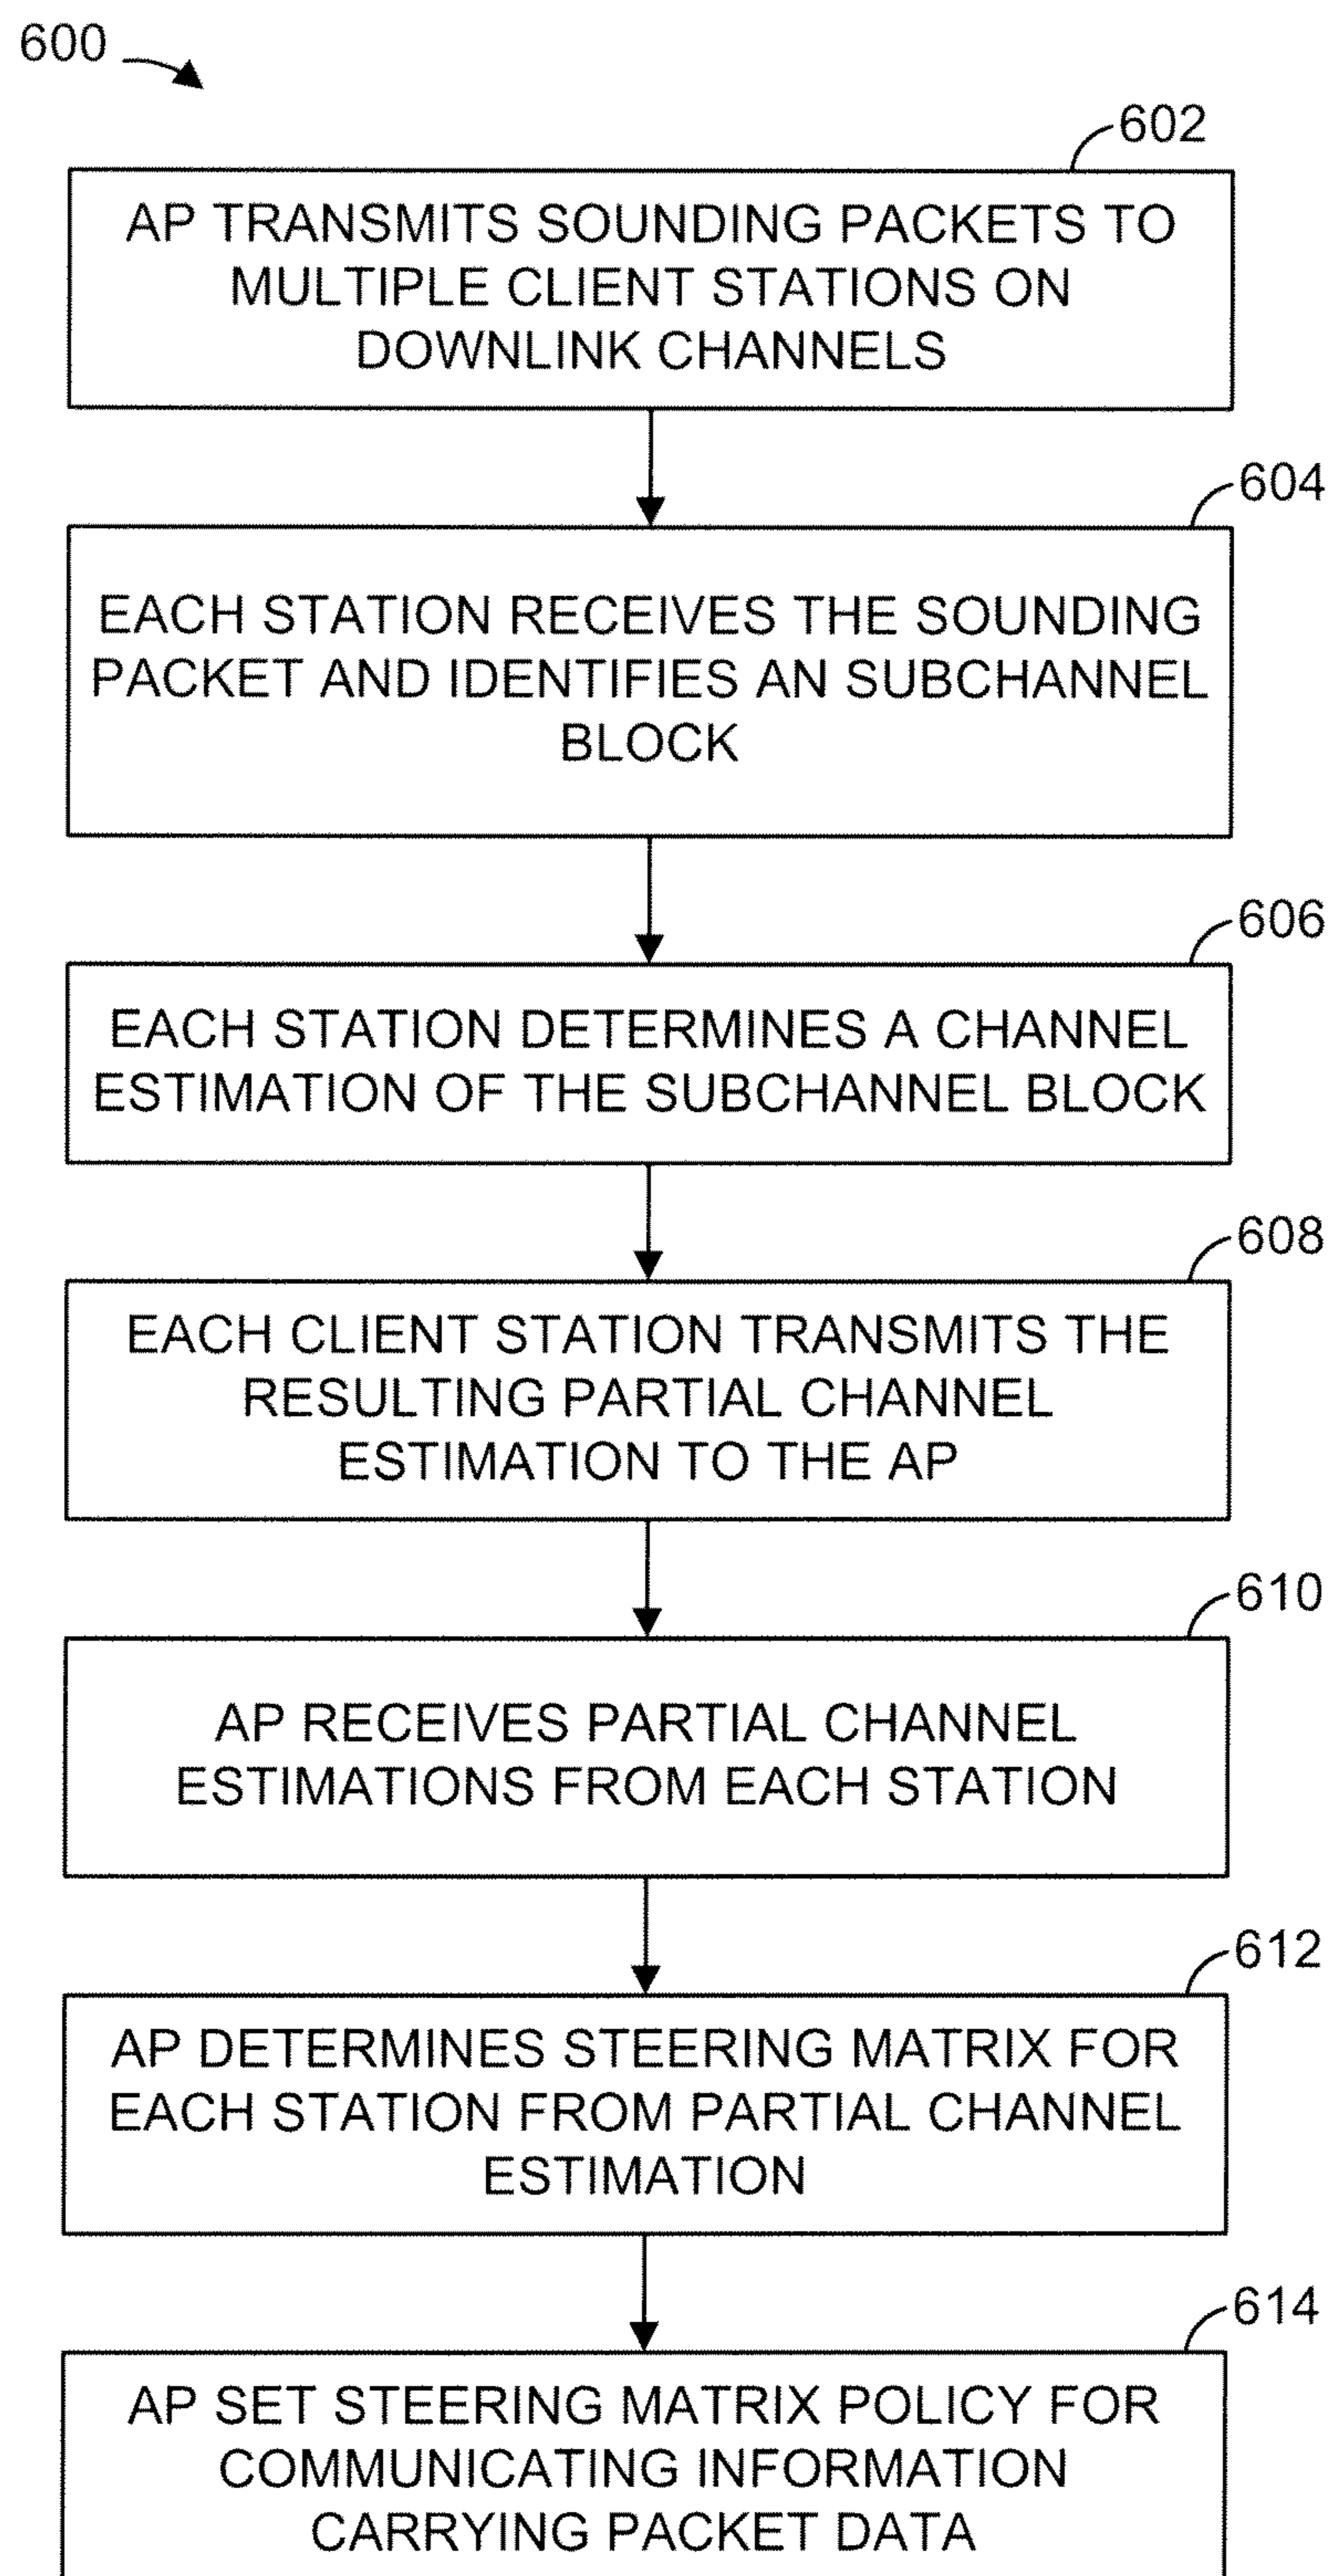 600
602
AP TRANSMITS SOUNDING PACKETS TO
MULTIPLE CLIENT STATIONS ON
DOWNLINK CHANNELS
604
EACH STATION RECEIVES THE SOUNDING
PACKET AND IDENTIFIES AN SUBCHANNEL
BLOCK
606
EACH STATION DETERMINES A CHANNEL
ESTIMATION OF THE SUBCHANNEL BLOCK
608
EACH CLIENT STATION TRANSMITS THE
RESULTING PARTIAL CHANNEL
ESTIMATION TO THE AP
610
AP RECEIVES PARTIAL CHANNEL
ESTIMATIONS FROM EACH STATION
612
AP DETERMINES STEERING MATRIX FOR
EACH STATION FROM PARTIAL CHANNEL
ESTIMATION
614
AP SET STEERING MATRIX POLICY FOR
COMMUNICATING INFORMATION
CARRYING PACKET DATA